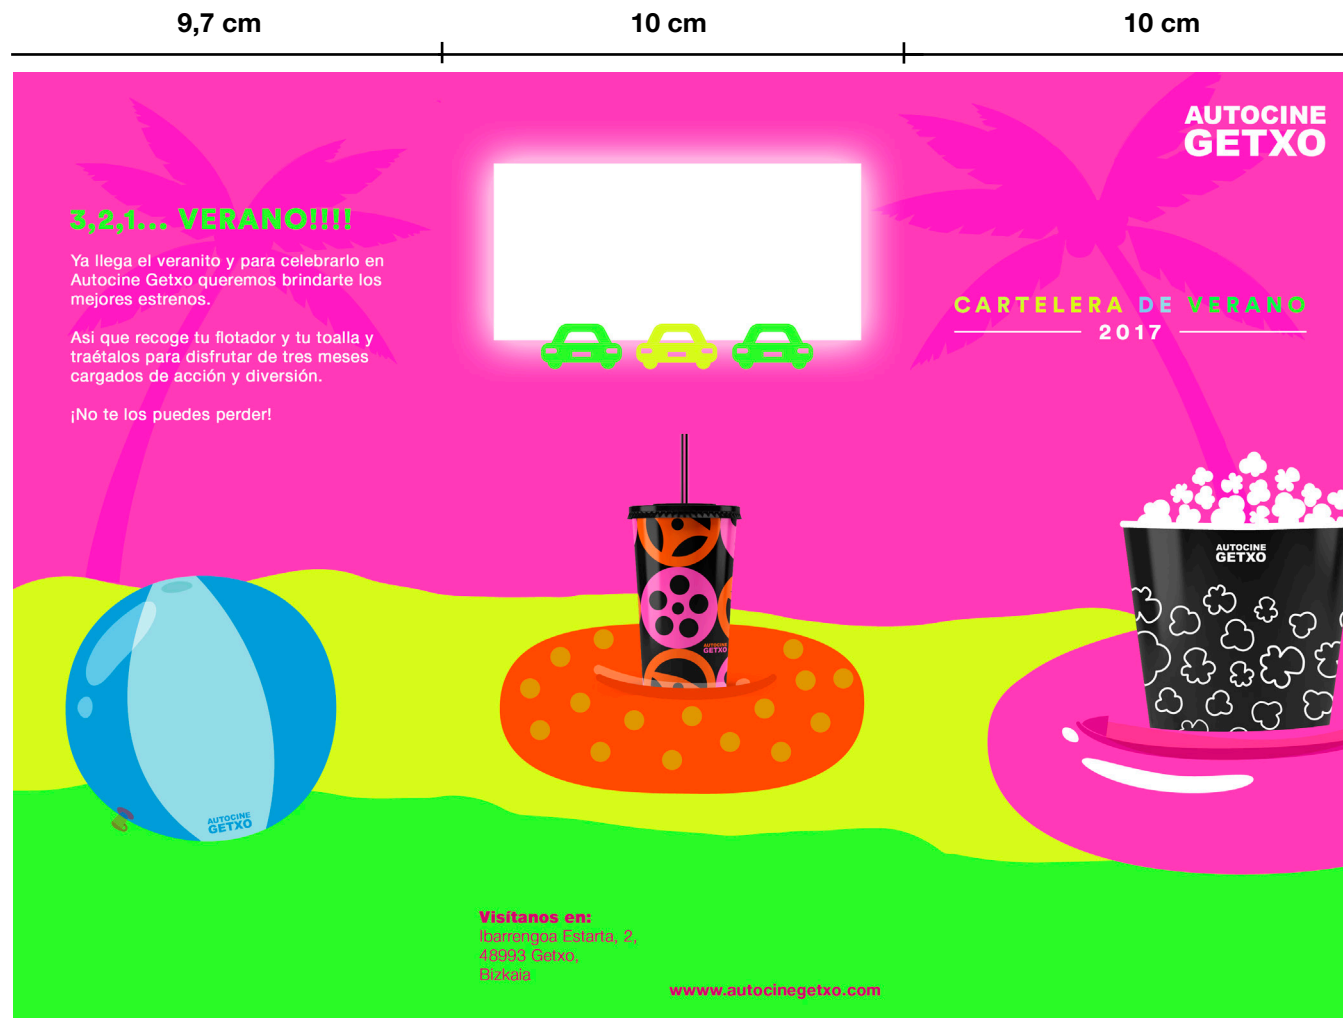 9,7 cm
10 cm
10 cm
3,2,1... VERANO!!!!
Ya llega el veranito y para celebrarlo en
Autocine Getxo queremos brindarte los
mejores estrenos.
Asi que recoge tu flotador y tu toalla y
traétalos para disfrutar de tres meses
cargados de acción y diversión.
¡No te los puedes perder!
AUTOCINE
GETXO
Visítanos en:
Ibarrengoa Estarta, 2,
48993 Getxo,
Bizkaia
wwww.autocinegetxo.com
AUTOCINE
GETXO
AUTOCINE
GETXO
CARTELERA DE VERANO
2017
AUTOCINE
GETXO